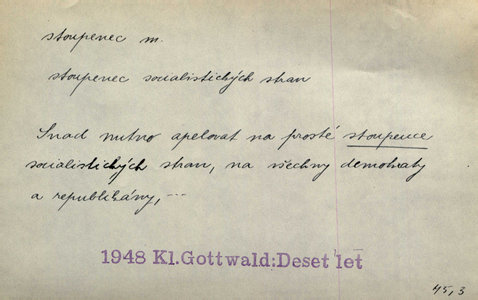 stoupenec m.
stoupenec socialistických stran
Snad nutno apelovat na prosté stoupence
socialistických stran, na všechny demokraty
a republikány, ...
1948 Kl.Gottwald:Deset let
45,3